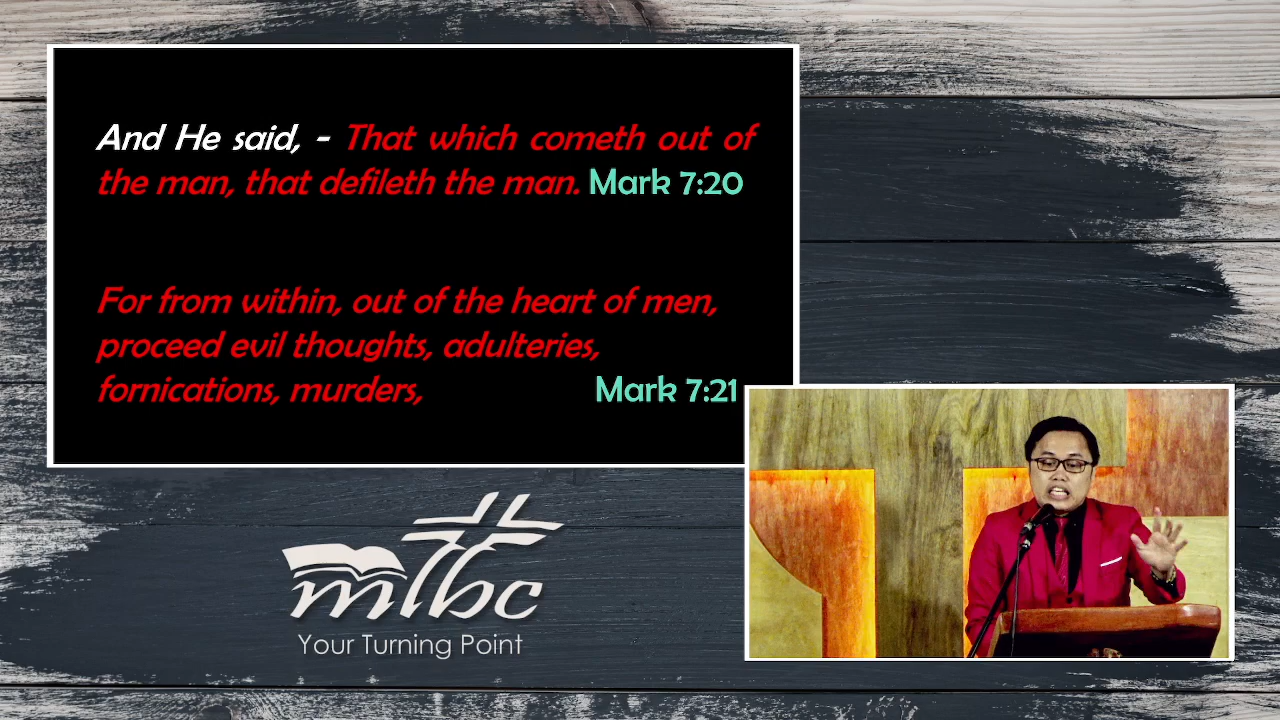 And He said, - That which cometh out of
the man, that defileth the man. Mark 7:20
For from within, out of the heart of men,
proceed evil thoughts, adulteries,
fornications, murders, Mark 7:21
mlbc
Your Turning Point